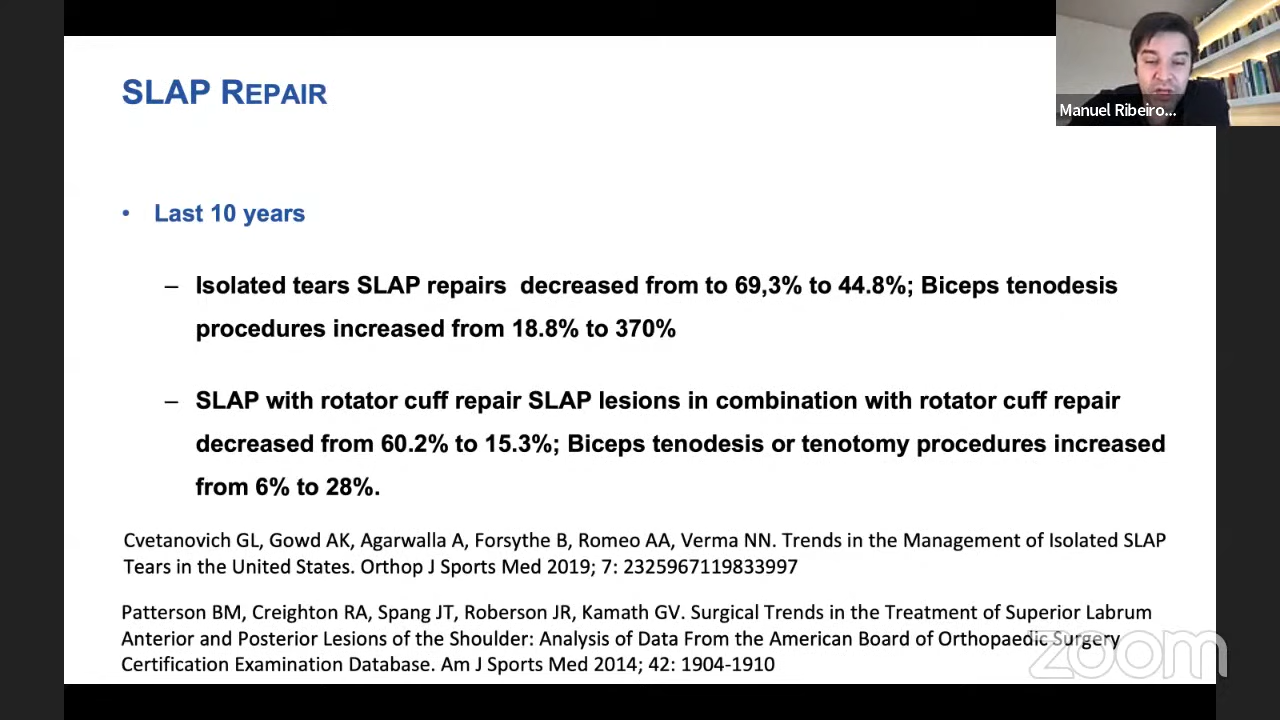 SLAP REPAIR
Manuel Ribeiro...
• Last 10 years
– Isolated tears SLAP repairs decreased from to 69,3% to 44.8%; Biceps tenodesis
procedures increased from 18.8% to 370%
– SLAP with rotator cuff repair SLAP lesions in combination with rotator cuff repair
decreased from 60.2% to 15.3%; Biceps tenodesis or tenotomy procedures increased
from 6% to 28%.
Cvetanovich GL, Gowd AK, Agarwalla A, Forsythe B, Romeo AA, Verma NN. Trends in the Management of Isolated SLAP
Tears in the United States. Orthop J Sports Med 2019; 7: 2325967119833997
Patterson BM, Creighton RA, Spang JT, Roberson JR, Kamath GV. Surgical Trends in the Treatment of Superior Labrum
Anterior and Posterior Lesions of the Shoulder: Analysis of Data From the American Board of Orthopaedic Surgery
Certification Examination Database. Am J Sports Med 2014; 42: 1904-1910
zoom